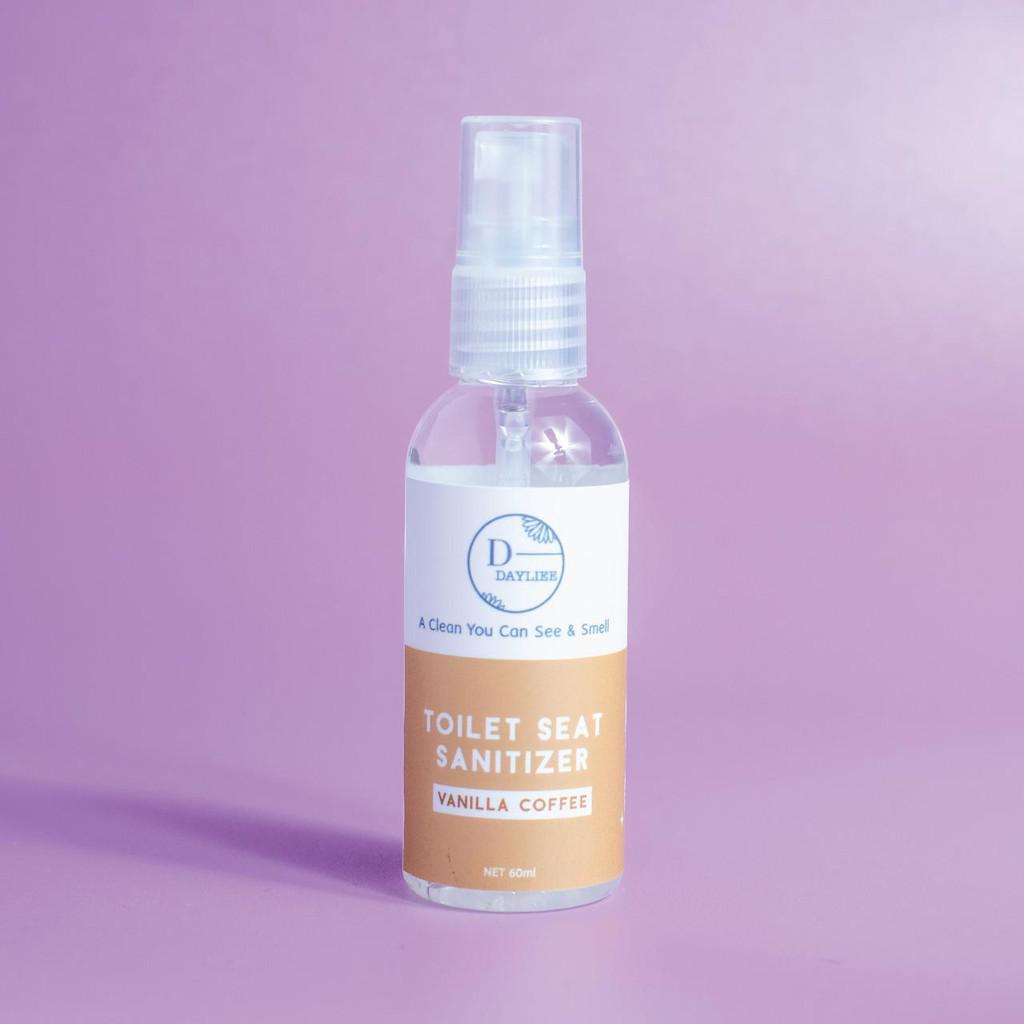 D
DAYLIEE
A Clean You Can See & Smell
TOILET SEAT
SANITIZER
VANILLA COFFEE
NET 60ml